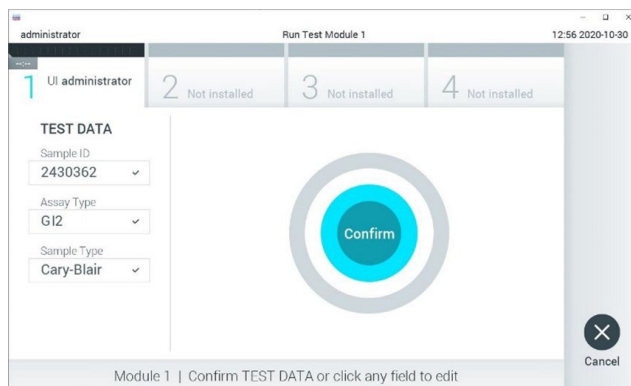 administrator Run Test Module 1 12:56 2020-10-30
--:--
1 UI administrator 2 Not installed 3 Not installed 4 Not installed
TEST DATA
Sample ID
2430362
Assay Type
GI2
Sample Type
Cary-Blair
Confirm
Cancel
Module 1 | Confirm TEST DATA or click any field to edit